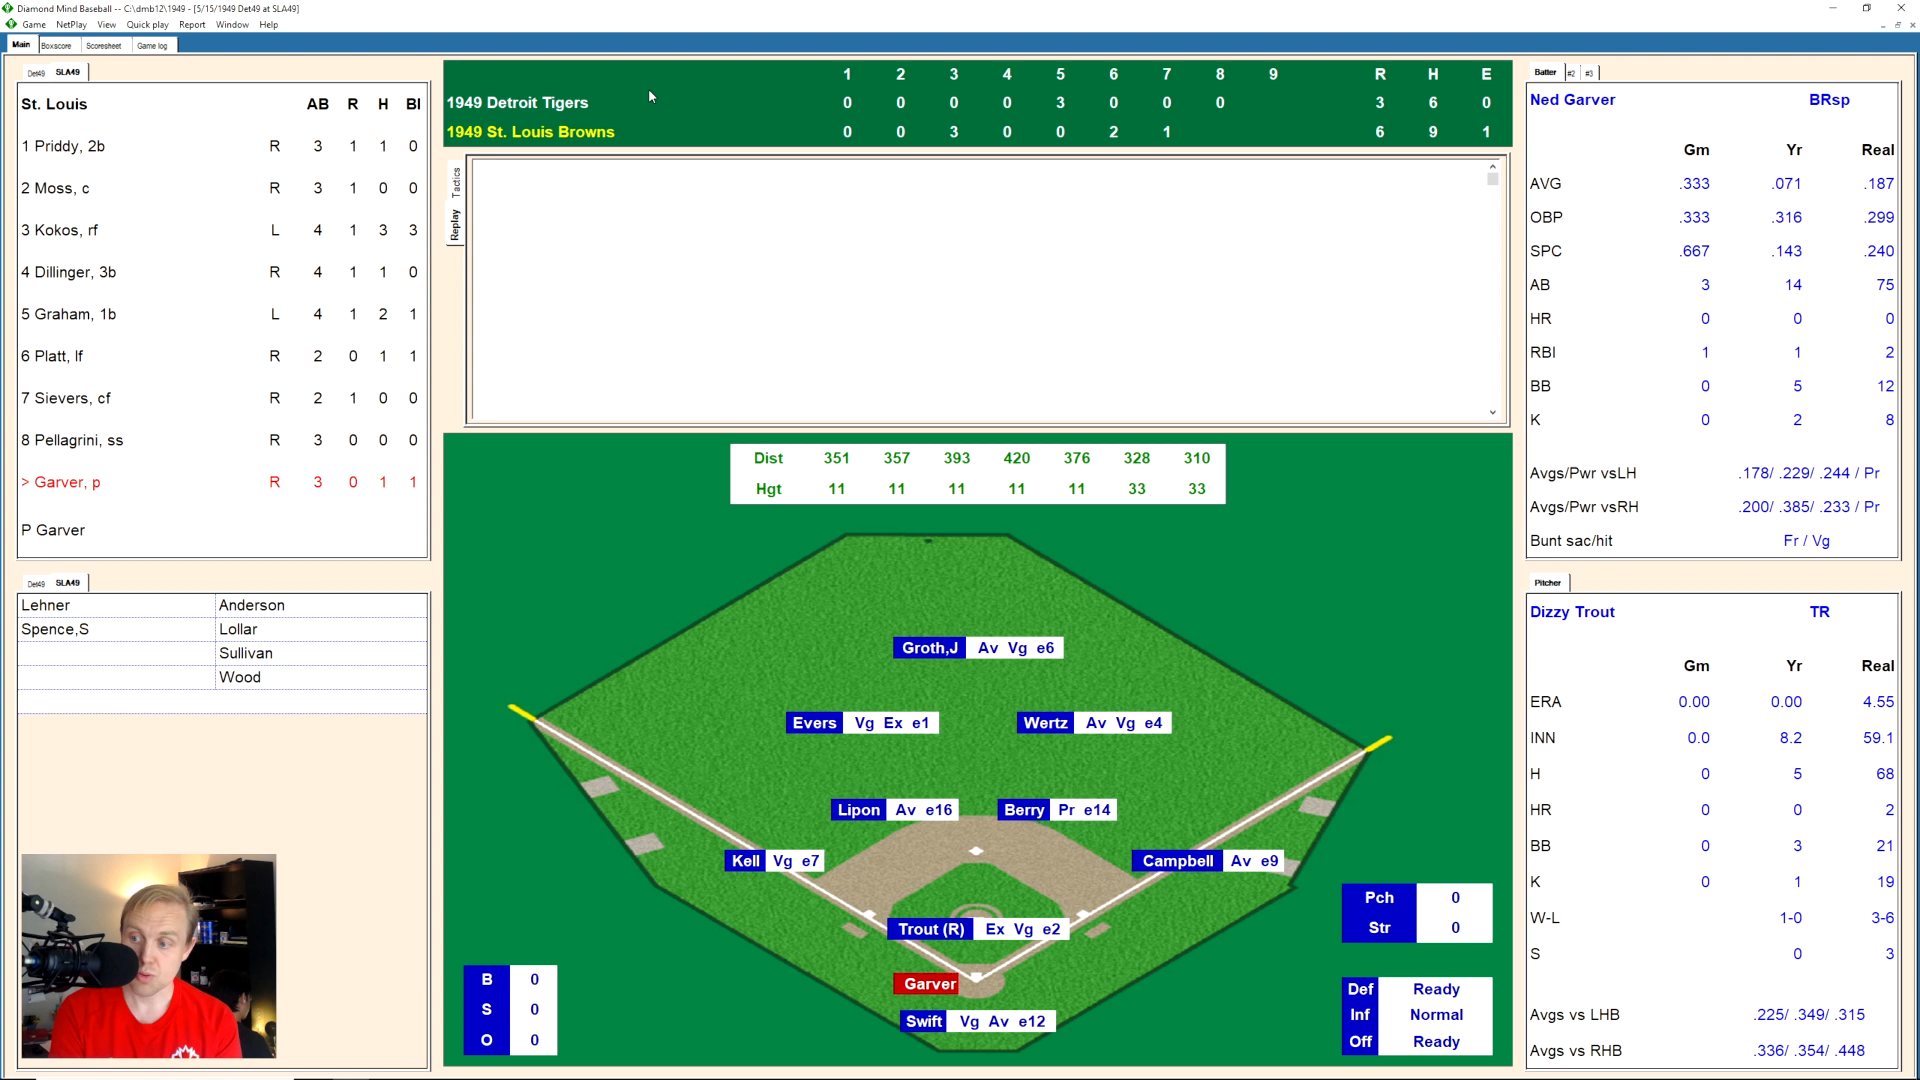 Diamond Mind Baseball -- C:\dmb12\1949 - [5/15/1949 Det49 at SLA49]
Game NetPlay View Quick play Report Window Help
Main Boxscore Scoresheet Game log
Det49 SLA49
St. Louis AB R H BI
1 Priddy, 2b R 3 1 1 0
2 Moss, c R 3 1 0 0
3 Kokos, rf L 4 1 3 3
4 Dillinger, 3b R 4 1 1 0
5 Graham, 1b L 4 1 2 1
6 Platt, lf R 2 0 1 1
7 Sievers, cf R 2 1 0 0
8 Pellagrini, ss R 3 0 0 0
> Garver, p R 3 0 1 1
P Garver
Det49 SLA49
Lehner Anderson
Spence,S Lollar
Sullivan
Wood
1 2 3 4 5 6 7 8 9 R H E
1949 Detroit Tigers 0 0 0 0 3 0 0 0 3 6 0
1949 St. Louis Browns 0 0 3 0 0 2 1 6 9 1
Tactics
Replay
Dist 351 357 393 420 376 328 310
Hgt 11 11 11 11 11 33 33
Groth,J Av Vg e6
Evers Vg Ex e1
Wertz Av Vg e4
Lipon Av e16
Berry Pr e14
Kell Vg e7
Campbell Av e9
Trout (R) Ex Vg e2
Garver
Swift Vg Av e12
B 0
S 0
O 0
Pch 0
Str 0
Def Ready
Inf Normal
Off Ready
Batter #2 #3
Ned Garver BRsp
Gm Yr Real
AVG .333 .071 .187
OBP .333 .316 .299
SPC .667 .143 .240
AB 3 14 75
HR 0 0 0
RBI 1 1 2
BB 0 5 12
K 0 2 8
Avgs/Pwr vsLH .178/ .229/ .244 / Pr
Avgs/Pwr vsRH .200/ .385/ .233 / Pr
Bunt sac/hit Fr / Vg
Pitcher
Dizzy Trout TR
Gm Yr Real
ERA 0.00 0.00 4.55
INN 0.0 8.2 59.1
H 0 5 68
HR 0 0 2
BB 0 3 21
K 0 1 19
W-L 1-0 3-6
S 0 3
Avgs vs LHB .225/ .349/ .315
Avgs vs RHB .336/ .354/ .448